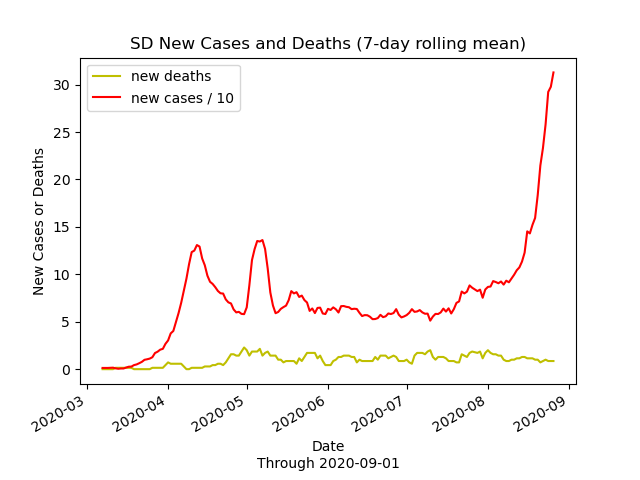 SD New Cases and Deaths (7-day rolling mean)
new deaths
new cases / 10
New Cases or Deaths
30
25
20
15
10
5
0
2020-03
2020-04
2020-05
2020-06
2020-07
2020-08
2020-09
Date
Through 2020-09-01